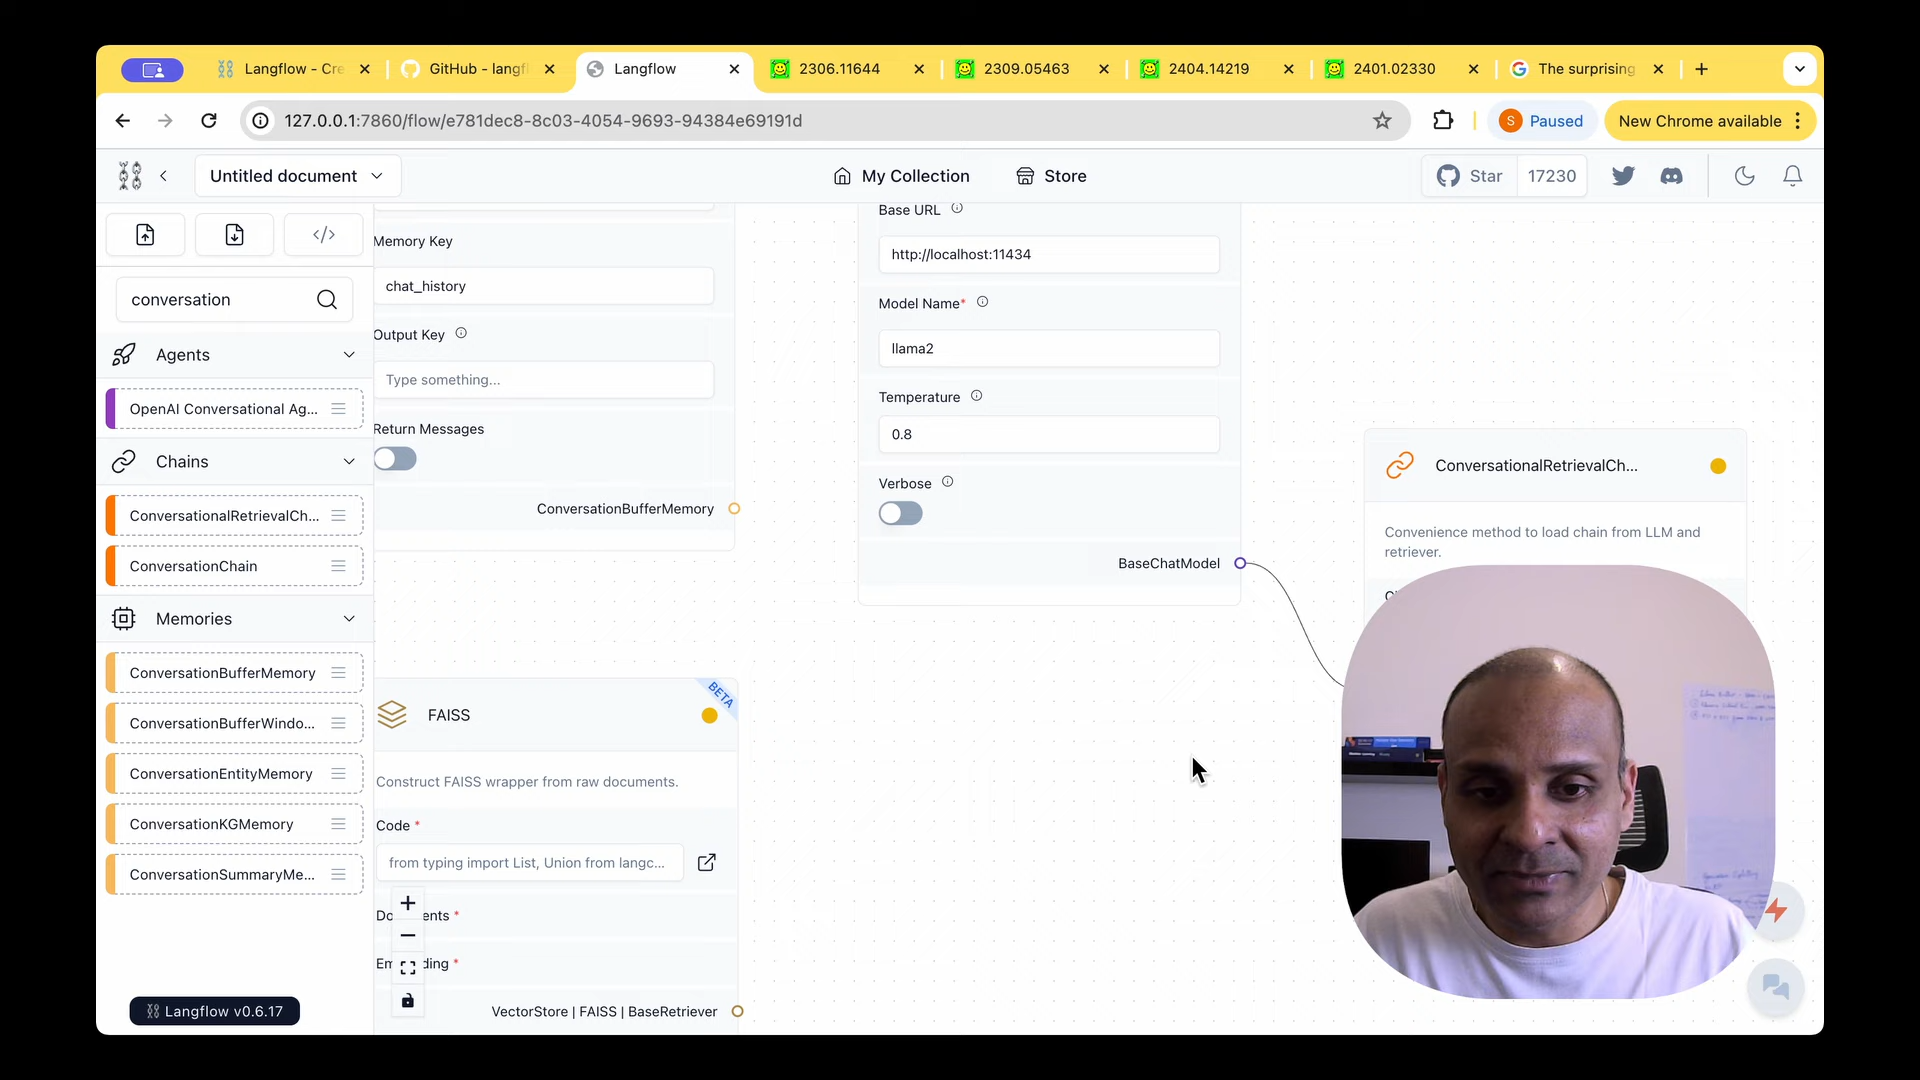 Langflow - Cre
GitHub - langf
Langflow
2306.11644
2309.05463
2404.14219
2401.02330
The surprising
127.0.0.1:7860/flow/e781dec8-8c03-4054-9693-94384e69191d
S
Paused
New Chrome available
Untitled document
My Collection
Store
Star
17230
conversation
Agents
OpenAI Conversational Ag...
Chains
ConversationalRetrievalCh...
ConversationChain
Memories
ConversationBufferMemory
ConversationBufferWindo...
ConversationEntityMemory
ConversationKGMemory
ConversationSummaryMe...
Langflow v0.6.17
Memory Key
chat_history
Output Key
Type something...
Return Messages
ConversationBufferMemory
BETA
FAISS
Construct FAISS wrapper from raw documents.
Code *
from typing import List, Union from langc...
VectorStore | FAISS | BaseRetriever
Base URL
http://localhost:11434
Model Name*
llama2
Temperature
0.8
Verbose
BaseChatModel
ConversationalRetrievalCh...
Convenience method to load chain from LLM and
retriever.